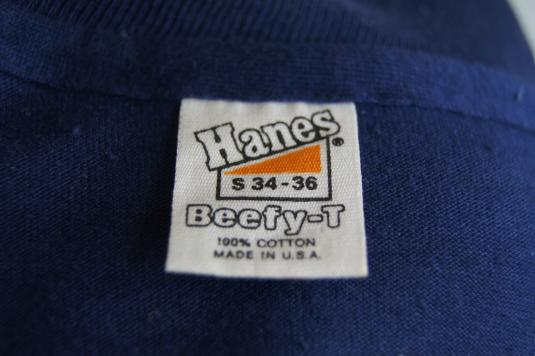 Hanes®
S 34-36
Beefy-T
100% COTTON
MADE IN U.S.A.